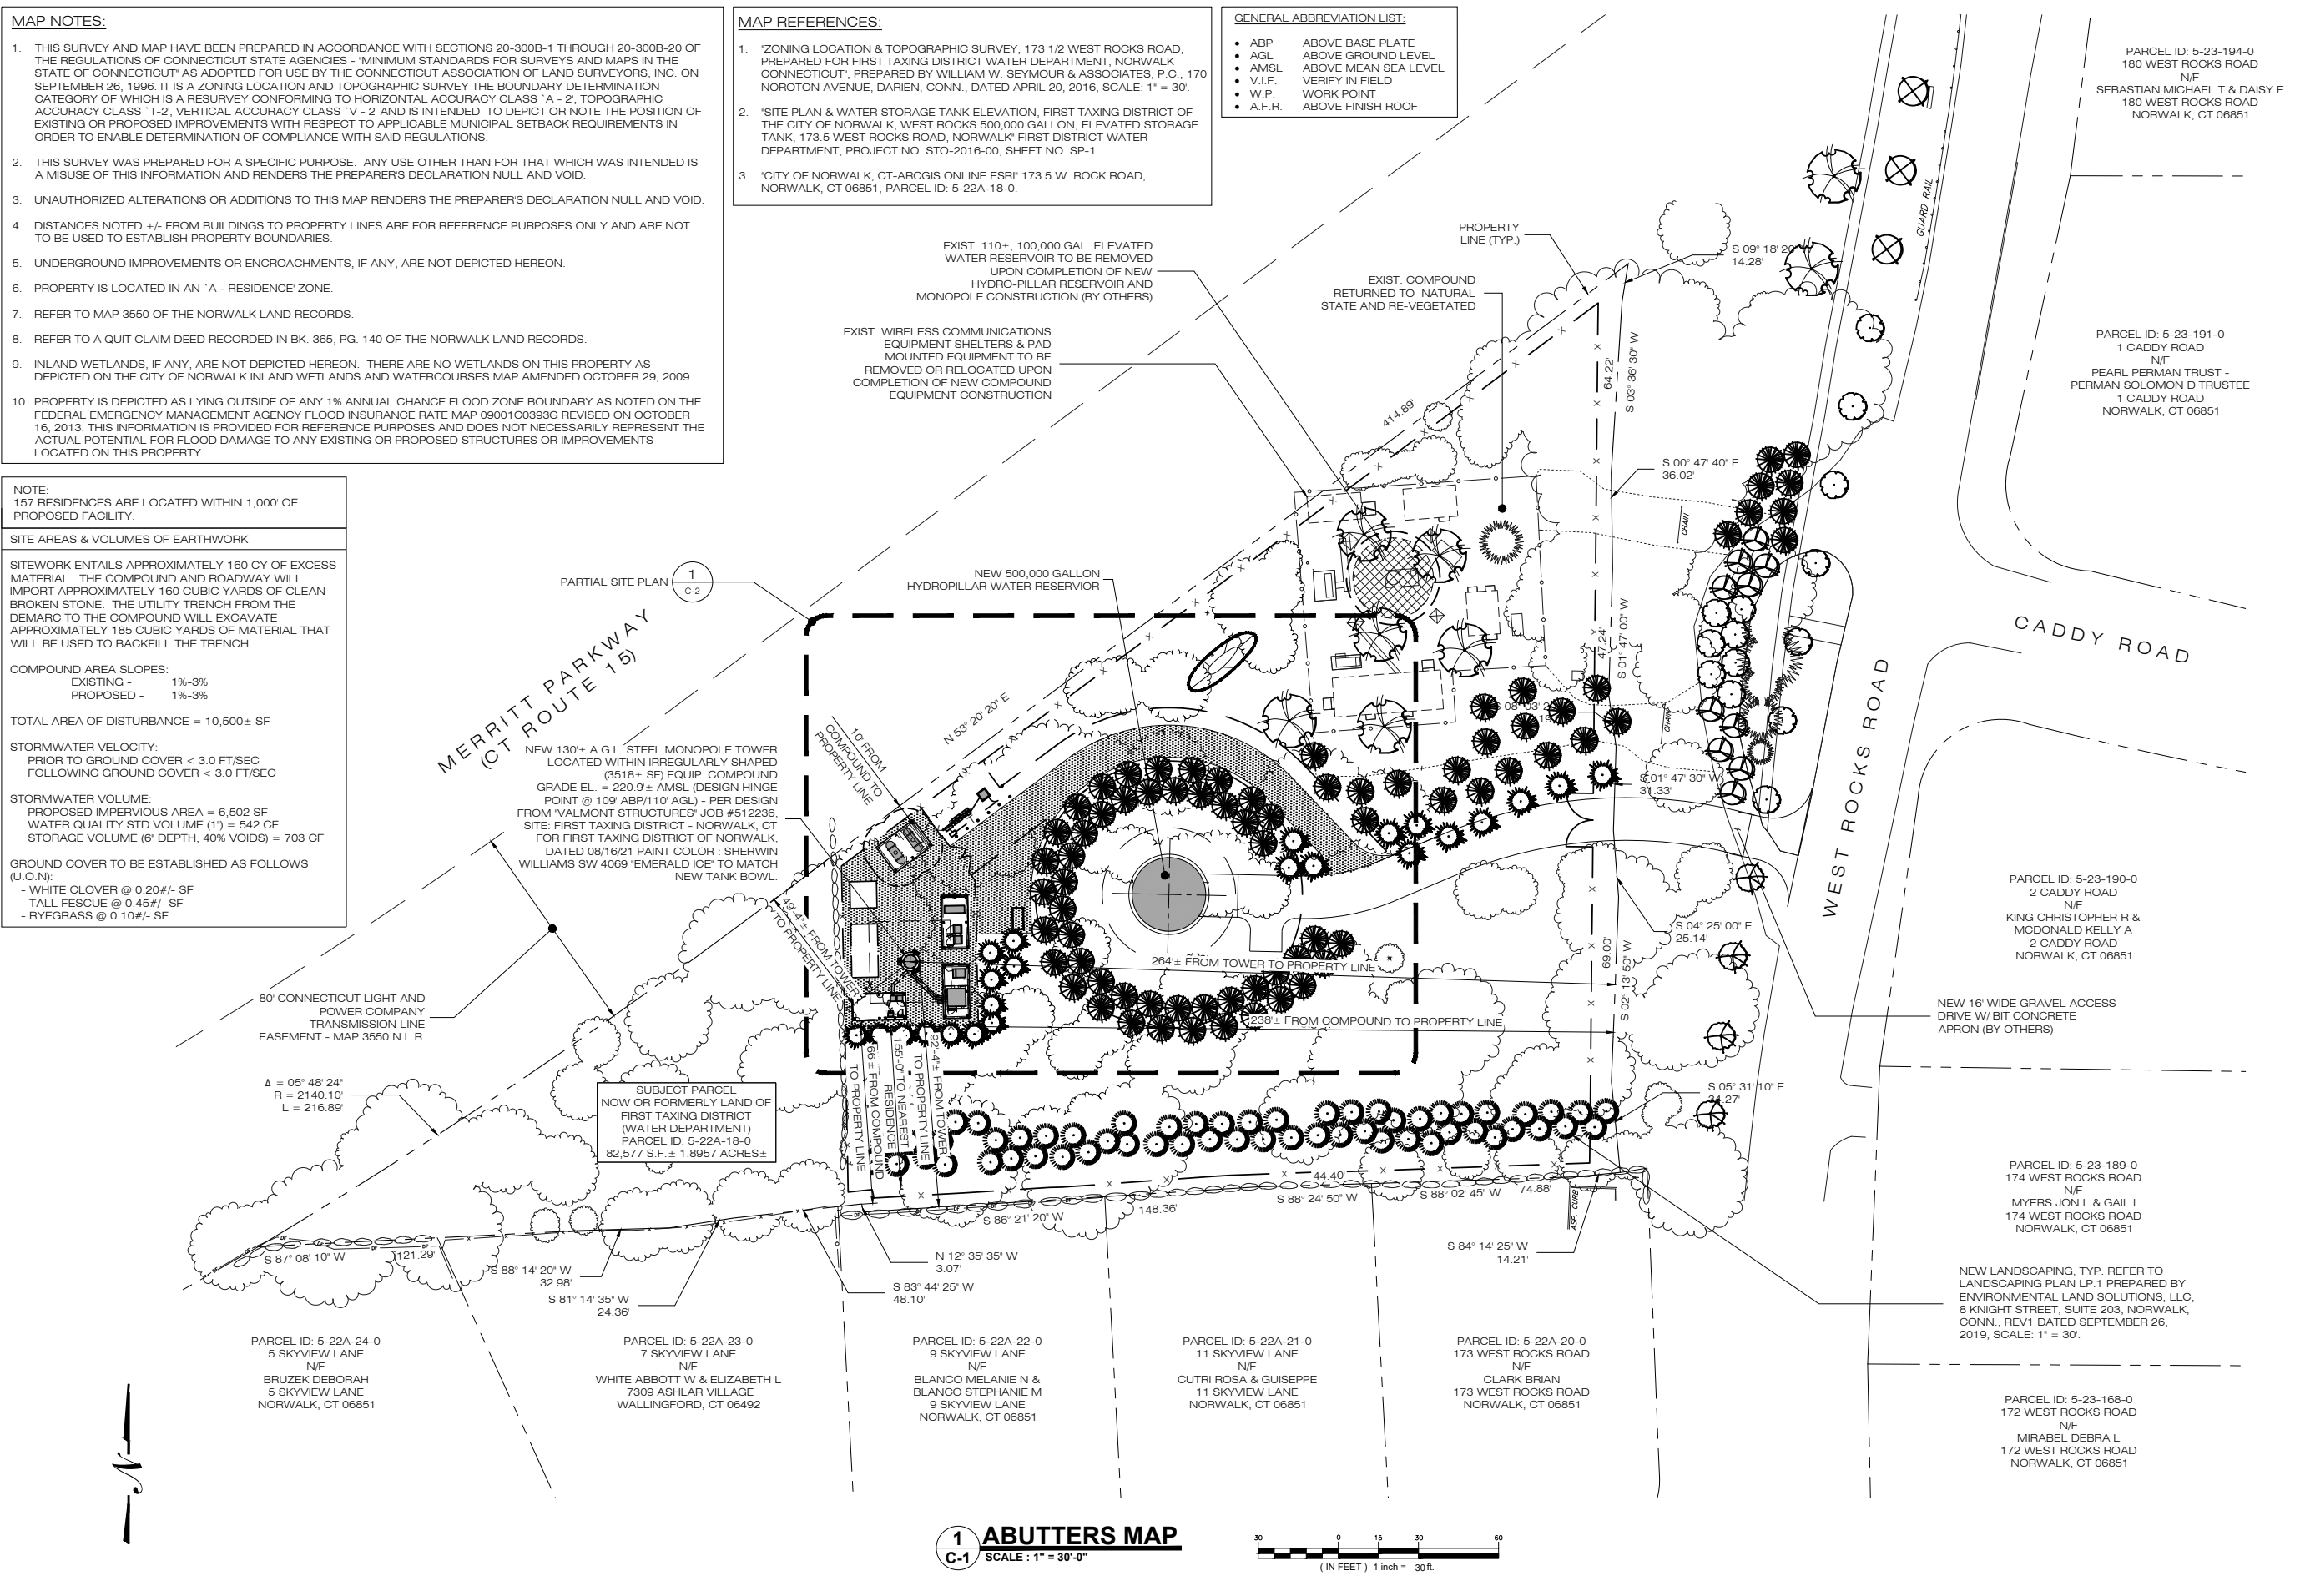 MAP NOTES:
1. THIS SURVEY AND MAP HAVE BEEN PREPARED IN ACCORDANCE WITH SECTIONS 20-300B-1 THROUGH 20-300B-20 OF
THE REGULATIONS OF CONNECTICUT STATE AGENCIES - "MINIMUM STANDARDS FOR SURVEYS AND MAPS IN THE
STATE OF CONNECTICUT" AS ADOPTED FOR USE BY THE CONNECTICUT ASSOCIATION OF LAND SURVEYORS, INC. ON
SEPTEMBER 26, 1996. IT IS A ZONING LOCATION AND TOPOGRAPHIC SURVEY THE BOUNDARY DETERMINATION
CATEGORY OF WHICH IS A RESURVEY CONFORMING TO HORIZONTAL ACCURACY CLASS `A - 2', TOPOGRAPHIC
ACCURACY CLASS `T-2', VERTICAL ACCURACY CLASS `V - 2' AND IS INTENDED TO DEPICT OR NOTE THE POSITION OF
EXISTING OR PROPOSED IMPROVEMENTS WITH RESPECT TO APPLICABLE MUNICIPAL SETBACK REQUIREMENTS IN
ORDER TO ENABLE DETERMINATION OF COMPLIANCE WITH SAID REGULATIONS.
2. THIS SURVEY WAS PREPARED FOR A SPECIFIC PURPOSE. ANY USE OTHER THAN FOR THAT WHICH WAS INTENDED IS
A MISUSE OF THIS INFORMATION AND RENDERS THE PREPARER'S DECLARATION NULL AND VOID.
3. UNAUTHORIZED ALTERATIONS OR ADDITIONS TO THIS MAP RENDERS THE PREPARER'S DECLARATION NULL AND VOID.
4. DISTANCES NOTED +/- FROM BUILDINGS TO PROPERTY LINES ARE FOR REFERENCE PURPOSES ONLY AND ARE NOT
TO BE USED TO ESTABLISH PROPERTY BOUNDARIES.
5. UNDERGROUND IMPROVEMENTS OR ENCROACHMENTS, IF ANY, ARE NOT DEPICTED HEREON.
6. PROPERTY IS LOCATED IN AN `A - RESIDENCE' ZONE.
7. REFER TO MAP 3550 OF THE NORWALK LAND RECORDS.
8. REFER TO A QUIT CLAIM DEED RECORDED IN BK. 365, PG. 140 OF THE NORWALK LAND RECORDS.
9. INLAND WETLANDS, IF ANY, ARE NOT DEPICTED HEREON. THERE ARE NO WETLANDS ON THIS PROPERTY AS
DEPICTED ON THE CITY OF NORWALK INLAND WETLANDS AND WATERCOURSES MAP AMENDED OCTOBER 29, 2009.
10. PROPERTY IS DEPICTED AS LYING OUTSIDE OF ANY 1% ANNUAL CHANCE FLOOD ZONE BOUNDARY AS NOTED ON THE
FEDERAL EMERGENCY MANAGEMENT AGENCY FLOOD INSURANCE RATE MAP 09001C0393G REVISED ON OCTOBER
16, 2013. THIS INFORMATION IS PROVIDED FOR REFERENCE PURPOSES AND DOES NOT NECESSARILY REPRESENT THE
ACTUAL POTENTIAL FOR FLOOD DAMAGE TO ANY EXISTING OR PROPOSED STRUCTURES OR IMPROVEMENTS
LOCATED ON THIS PROPERTY.
MAP REFERENCES:
1. "ZONING LOCATION & TOPOGRAPHIC SURVEY, 173 1/2 WEST ROCKS ROAD,
PREPARED FOR FIRST TAXING DISTRICT WATER DEPARTMENT, NORWALK
CONNECTICUT", PREPARED BY WILLIAM W. SEYMOUR & ASSOCIATES, P.C., 170
NOROTON AVENUE, DARIEN, CONN., DATED APRIL 20, 2016, SCALE: 1" = 30'.
2. "SITE PLAN & WATER STORAGE TANK ELEVATION, FIRST TAXING DISTRICT OF
THE CITY OF NORWALK, WEST ROCKS 500,000 GALLON, ELEVATED STORAGE
TANK, 173.5 WEST ROCKS ROAD, NORWALK" FIRST DISTRICT WATER
DEPARTMENT, PROJECT NO. STO-2016-00, SHEET NO. SP-1.
3. "CITY OF NORWALK, CT-ARCGIS ONLINE ESRI" 173.5 W. ROCK ROAD,
NORWALK, CT 06851, PARCEL ID: 5-22A-18-0.
GENERAL ABBREVIATION LIST:
• ABP ABOVE BASE PLATE
• AGL ABOVE GROUND LEVEL
• AMSL ABOVE MEAN SEA LEVEL
• V.I.F. VERIFY IN FIELD
• W.P. WORK POINT
• A.F.R. ABOVE FINISH ROOF
PARCEL ID: 5-23-194-0
180 WEST ROCKS ROAD
N/F
SEBASTIAN MICHAEL T & DAISY E
180 WEST ROCKS ROAD
NORWALK, CT 06851
GUARD RAIL
PROPERTY
LINE (TYP.)
S 09° 18' 20"
14.28'
EXIST. 110±, 100,000 GAL. ELEVATED
WATER RESERVOIR TO BE REMOVED
UPON COMPLETION OF NEW
HYDRO-PILLAR RESERVOIR AND
MONOPOLE CONSTRUCTION (BY OTHERS)
EXIST. COMPOUND
RETURNED TO NATURAL
STATE AND RE-VEGETATED
EXIST. WIRELESS COMMUNICATIONS
EQUIPMENT SHELTERS & PAD
MOUNTED EQUIPMENT TO BE
REMOVED OR RELOCATED UPON
COMPLETION OF NEW COMPOUND
EQUIPMENT CONSTRUCTION
PARCEL ID: 5-23-191-0
1 CADDY ROAD
N/F
PEARL PERMAN TRUST -
PERMAN SOLOMON D TRUSTEE
1 CADDY ROAD
NORWALK, CT 06851
414.89'
64.22'
S 03° 36' 30" W
S 00° 47' 40" E
36.02'
CHAIN
NOTE:
157 RESIDENCES ARE LOCATED WITHIN 1,000' OF
PROPOSED FACILITY.
SITE AREAS & VOLUMES OF EARTHWORK
SITEWORK ENTAILS APPROXIMATELY 160 CY OF EXCESS
MATERIAL. THE COMPOUND AND ROADWAY WILL
IMPORT APPROXIMATELY 160 CUBIC YARDS OF CLEAN
BROKEN STONE. THE UTILITY TRENCH FROM THE
DEMARC TO THE COMPOUND WILL EXCAVATE
APPROXIMATELY 185 CUBIC YARDS OF MATERIAL THAT
WILL BE USED TO BACKFILL THE TRENCH.
COMPOUND AREA SLOPES:
EXISTING - 1%-3%
PROPOSED - 1%-3%
TOTAL AREA OF DISTURBANCE = 10,500± SF
STORMWATER VELOCITY:
PRIOR TO GROUND COVER < 3.0 FT/SEC
FOLLOWING GROUND COVER < 3.0 FT/SEC
STORMWATER VOLUME:
PROPOSED IMPERVIOUS AREA = 6,502 SF
WATER QUALITY STD VOLUME (1") = 542 CF
STORAGE VOLUME (6" DEPTH, 40% VOIDS) = 703 CF
GROUND COVER TO BE ESTABLISHED AS FOLLOWS
(U.O.N):
- WHITE CLOVER @ 0.20#/- SF
- TALL FESCUE @ 0.45#/- SF
- RYEGRASS @ 0.10#/- SF
PARTIAL SITE PLAN
1
C-2
NEW 500,000 GALLON
HYDROPILLAR WATER RESERVIOR
MERRITT PARKWAY
(CT ROUTE 15)
N 53° 20' 20" E
10' FROM
COMPOUND TO
PROPERTY LINE
47.24'
S 01° 47' 00" W
CHAIN
CADDY ROAD
WEST ROCKS ROAD
NEW 130'± A.G.L. STEEL MONOPOLE TOWER
LOCATED WITHIN IRREGULARLY SHAPED
(3518± SF) EQUIP. COMPOUND
GRADE EL. = 220.9'± AMSL (DESIGN HINGE
POINT @ 109' ABP/110' AGL) - PER DESIGN
FROM "VALMONT STRUCTURES" JOB #512236,
SITE: FIRST TAXING DISTRICT - NORWALK, CT
FOR FIRST TAXING DISTRICT OF NORWALK,
DATED 08/16/21 PAINT COLOR : SHERWIN
WILLIAMS SW 4069 "EMERALD ICE" TO MATCH
NEW TANK BOWL.
S 01° 47' 30" W
31.33'
49'-4"± FROM TOWER
TO PROPERTY LINE
S 04° 25' 00" E
25.14'
69.00'
S 02° 13' 50" W
264'± FROM TOWER TO PROPERTY LINE
238'± FROM COMPOUND TO PROPERTY LINE
PARCEL ID: 5-23-190-0
2 CADDY ROAD
N/F
KING CHRISTOPHER R &
MCDONALD KELLY A
2 CADDY ROAD
NORWALK, CT 06851
NEW 16' WIDE GRAVEL ACCESS
DRIVE W/ BIT CONCRETE
APRON (BY OTHERS)
80' CONNECTICUT LIGHT AND
POWER COMPANY
TRANSMISSION LINE
EASEMENT - MAP 3550 N.L.R.
Δ = 05° 48' 24"
R = 2140.10'
L = 216.89'
SUBJECT PARCEL
NOW OR FORMERLY LAND OF
FIRST TAXING DISTRICT
(WATER DEPARTMENT)
PARCEL ID: 5-22A-18-0
82,577 S.F.± 1.8957 ACRES±
66'± FROM COMPOUND
TO PROPERTY LINE
155'-0" TO NEAREST
RESIDENCE
92'-4"± FROM TOWER
TO PROPERTY LINE
S 05° 31' 10" E
PARCEL ID: 5-23-189-0
174 WEST ROCKS ROAD
N/F
MYERS JON L & GAIL I
174 WEST ROCKS ROAD
NORWALK, CT 06851
44.40'
S 88° 24' 50" W
S 88° 02' 45" W
74.88'
ASP. CURB
S 86° 21' 20" W
148.36'
S 87° 08' 10" W
121.29'
S 88° 14' 20" W
32.98'
S 81° 14' 35" W
24.36'
N 12° 35' 35" W
3.07'
S 83° 44' 25" W
48.10'
S 84° 14' 25" W
14.21'
NEW LANDSCAPING, TYP. REFER TO
LANDSCAPING PLAN LP.1 PREPARED BY
ENVIRONMENTAL LAND SOLUTIONS, LLC,
8 KNIGHT STREET, SUITE 203, NORWALK,
CONN., REV1 DATED SEPTEMBER 26,
2019, SCALE: 1" = 30'.
PARCEL ID: 5-22A-24-0
5 SKYVIEW LANE
N/F
BRUZEK DEBORAH
5 SKYVIEW LANE
NORWALK, CT 06851
PARCEL ID: 5-22A-23-0
7 SKYVIEW LANE
N/F
WHITE ABBOTT W & ELIZABETH L
7309 ASHLAR VILLAGE
WALLINGFORD, CT 06492
PARCEL ID: 5-22A-22-0
9 SKYVIEW LANE
N/F
BLANCO MELANIE N &
BLANCO STEPHANIE M
9 SKYVIEW LANE
NORWALK, CT 06851
PARCEL ID: 5-22A-21-0
11 SKYVIEW LANE
N/F
CUTRI ROSA & GUISEPPE
11 SKYVIEW LANE
NORWALK, CT 06851
PARCEL ID: 5-22A-20-0
173 WEST ROCKS ROAD
N/F
CLARK BRIAN
173 WEST ROCKS ROAD
NORWALK, CT 06851
PARCEL ID: 5-23-168-0
172 WEST ROCKS ROAD
N/F
MIRABEL DEBRA L
172 WEST ROCKS ROAD
NORWALK, CT 06851
N
1
C-1
ABUTTERS MAP
SCALE : 1" = 30'-0"
30 0 15 30 60
( IN FEET ) 1 inch = 30 ft.